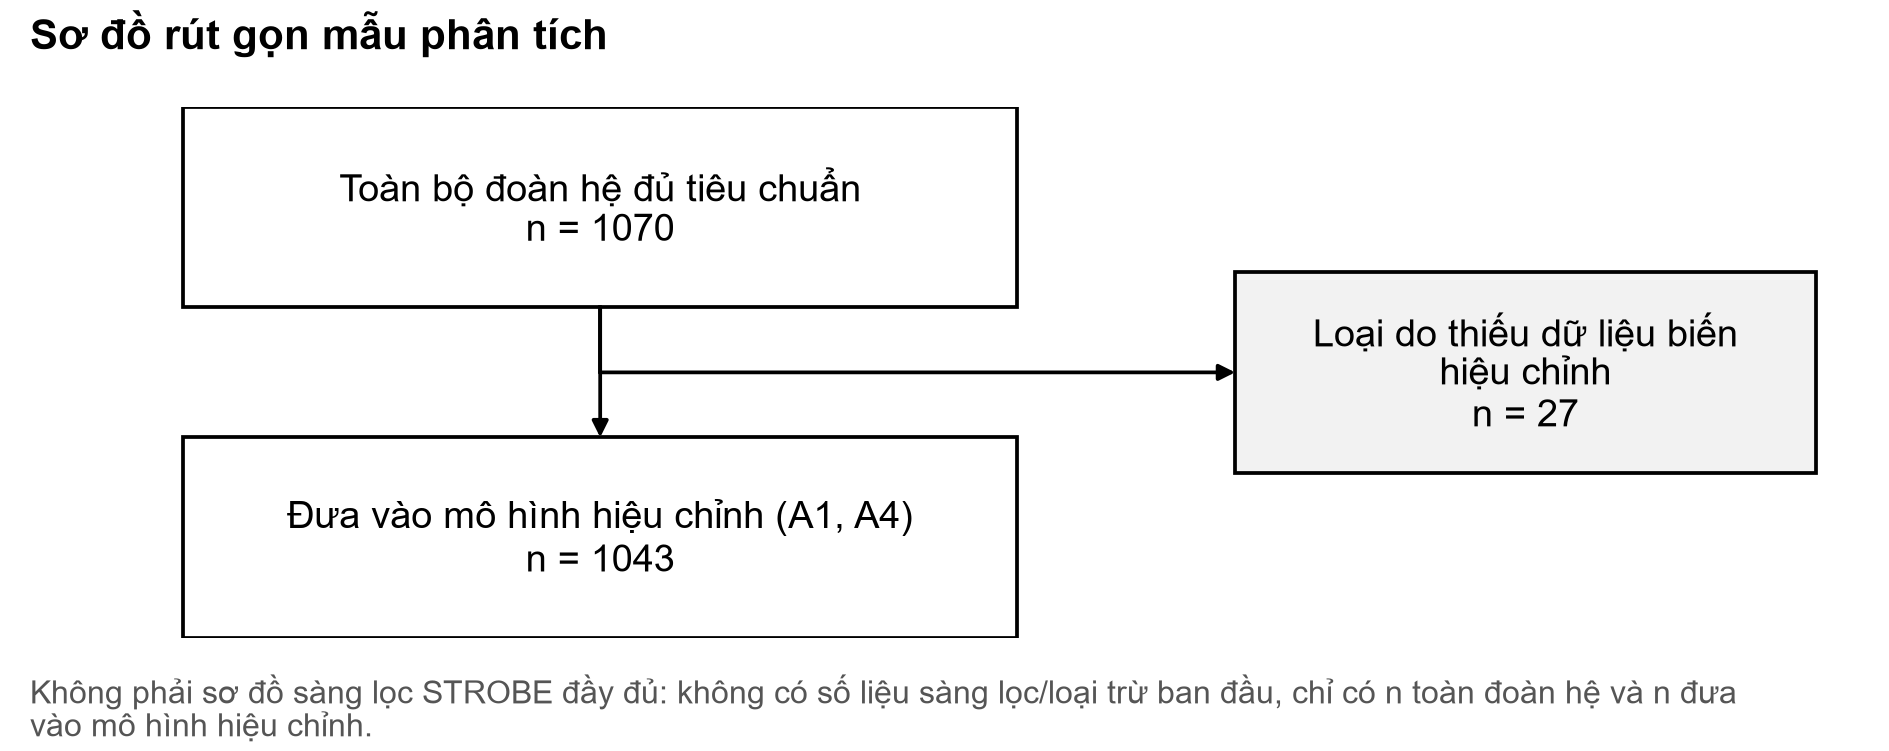 Sơ đồ rút gọn mẫu phân tích
Toàn bộ đoàn hệ đủ tiêu chuẩn
n = 1070
Loại do thiếu dữ liệu biến
hiệu chỉnh
n = 27
Đưa vào mô hình hiệu chỉnh (A1, A4)
n = 1043
Không phải sơ đồ sàng lọc STROBE đầy đủ: không có số liệu sàng lọc/loại trừ ban đầu, chỉ có n toàn đoàn hệ và n đưa
vào mô hình hiệu chỉnh.